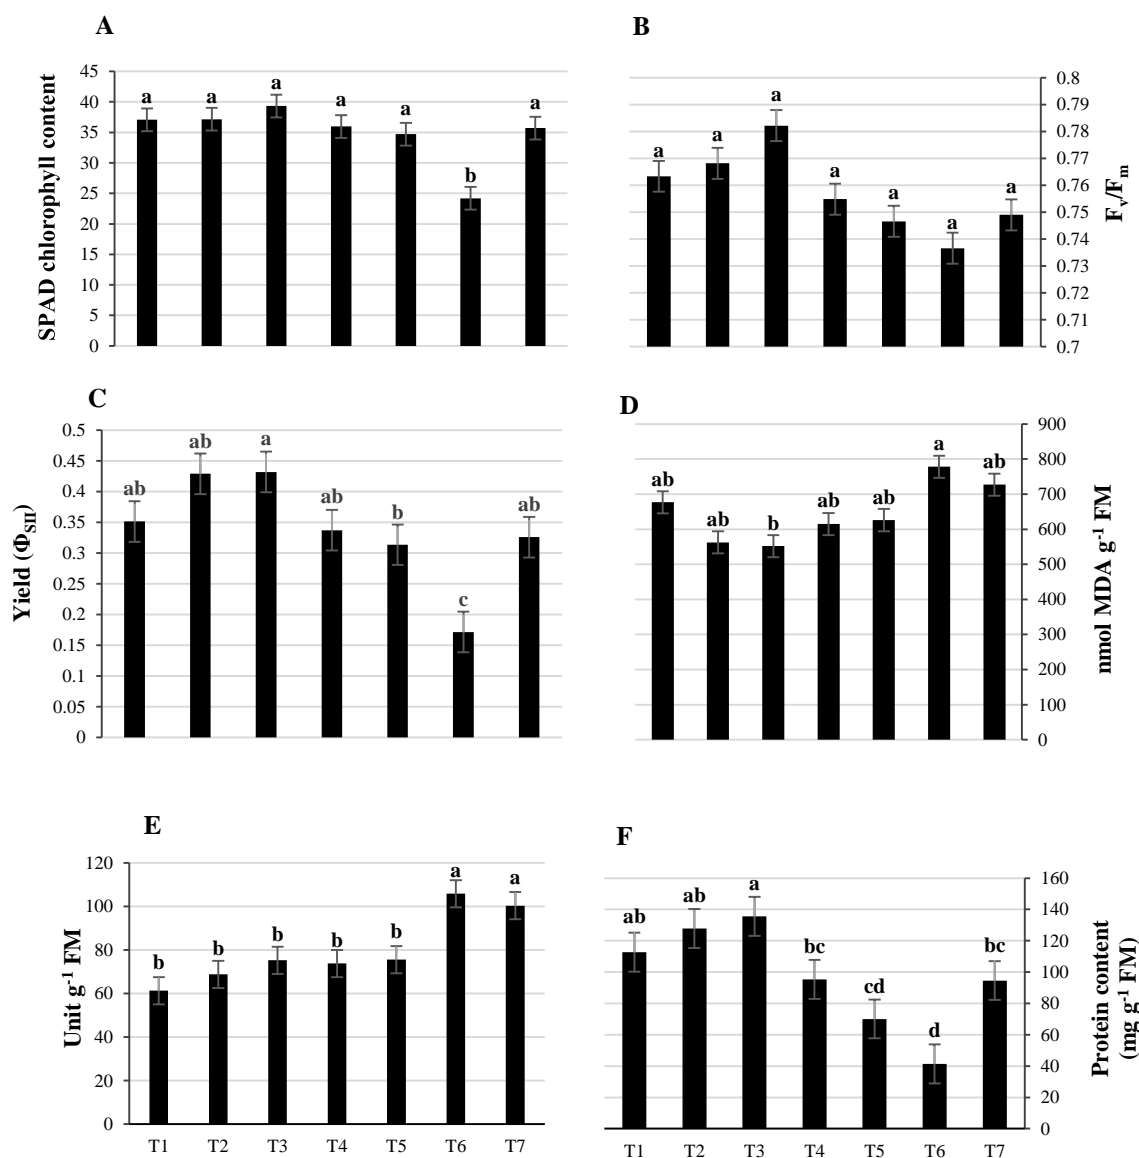 A
SPAD chlorophyll content
45
40
35
30
25
20
15
10
5
0
a a a a a b a
B
a a a a a a a
0.8
0.79
0.78
0.77
0.76
0.75
0.74
0.73
0.72
0.71
0.7
Fv/Fm
C
Yield (ΦSII)
0.5
0.45
0.4
0.35
0.3
0.25
0.2
0.15
0.1
0.05
0
ab ab a ab b c ab
D
ab ab b ab ab a ab
900
800
700
600
500
400
300
200
100
0
nmol MDA g-1 FM
E
Unit g-1 FM
120
100
80
60
40
20
0
b b b b b a a
T1 T2 T3 T4 T5 T6 T7
F
ab ab a bc cd d bc
160
140
120
100
80
60
40
20
0
Protein content
(mg g-1 FM)
T1 T2 T3 T4 T5 T6 T7